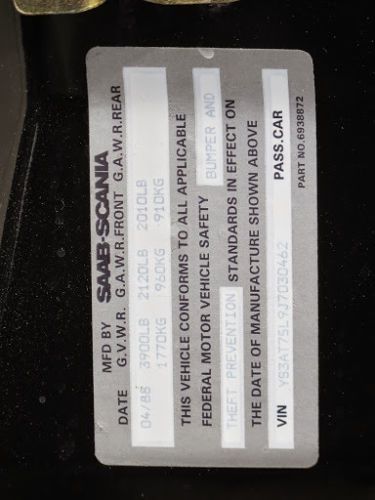 MFD BY SAAB-SCANIA
DATE G.V.W.R. G.A.W.R.FRONT G.A.W.R.REAR
04/88 3900LB 2120LB 2010LB
1770KG 960KG 910KG
THIS VEHICLE CONFORMS TO ALL APPLICABLE
FEDERAL MOTOR VEHICLE SAFETY BUMPER AND
THEFT PREVENTION STANDARDS IN EFFECT ON
THE DATE OF MANUFACTURE SHOWN ABOVE
VIN YS3AT75L9J7030462 PASS.CAR
PART NO.6938872